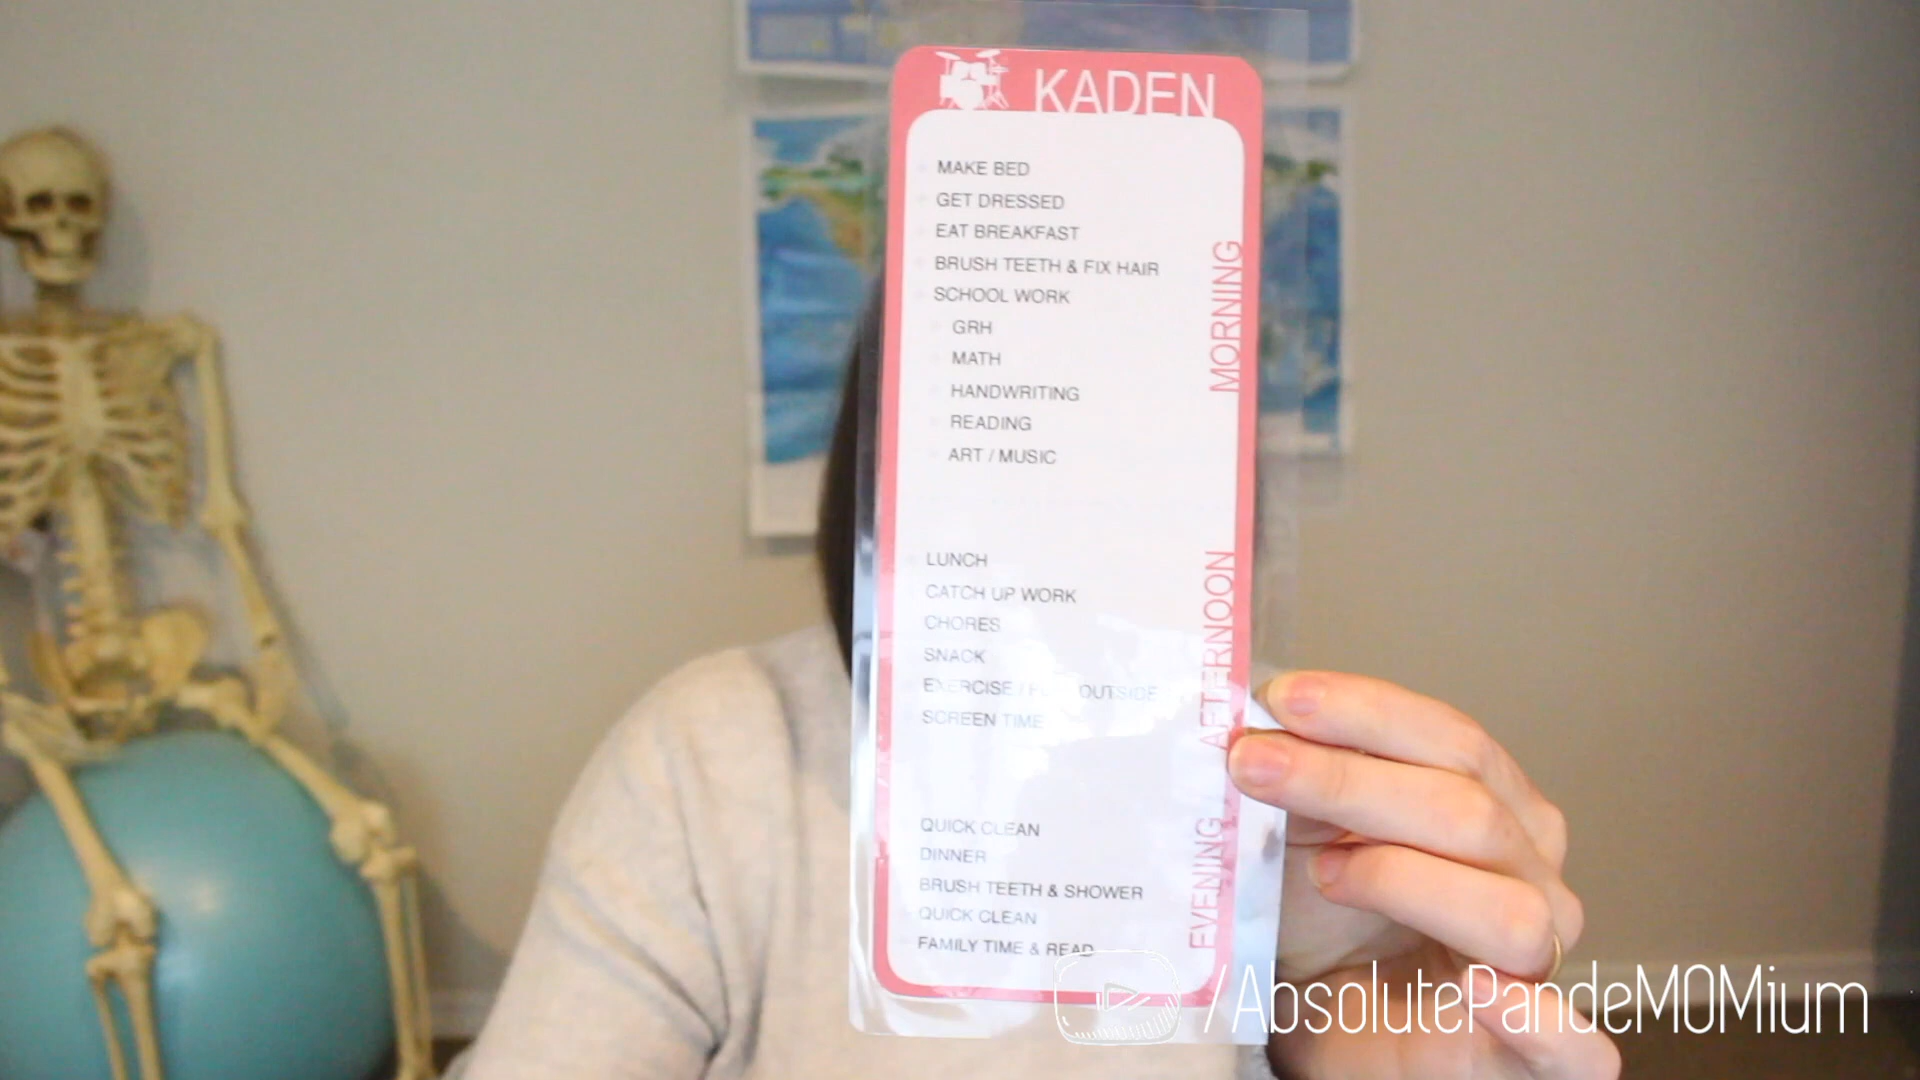 KADEN
MAKE BED
GET DRESSED
EAT BREAKFAST
BRUSH TEETH & FIX HAIR
SCHOOL WORK
GRH
MATH
HANDWRITING
READING
ART / MUSIC
MORNING
LUNCH
CATCH UP WORK
CHORES
SNACK
EXERCISE / PLAY OUTSIDE
SCREEN TIME
AFTERNOON
QUICK CLEAN
DINNER
BRUSH TEETH & SHOWER
QUICK CLEAN
FAMILY TIME & READ
EVENING
/AbsolutePandeMOMium